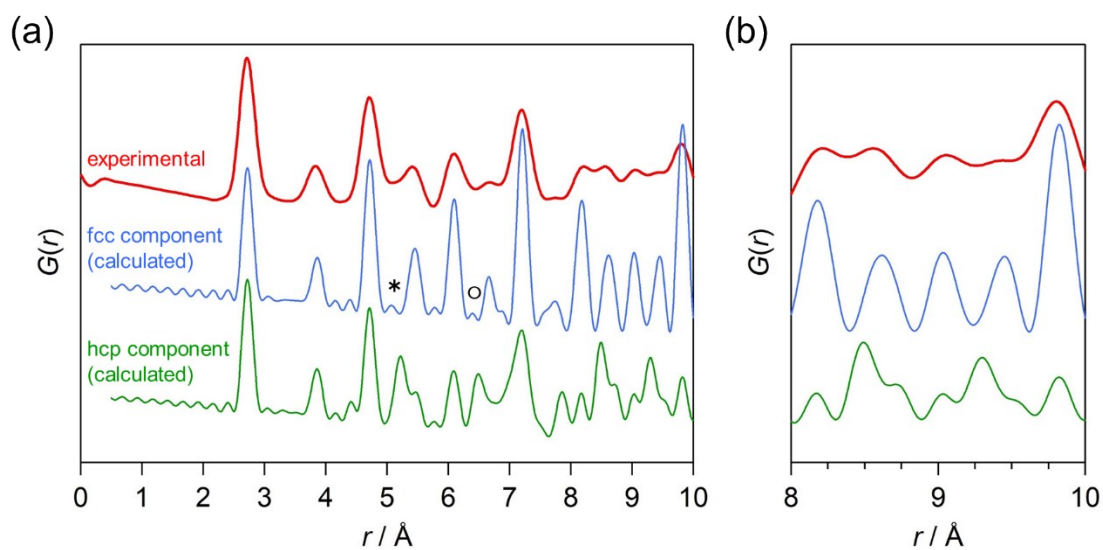 (a)
(b)
experimental
fcc component
(calculated)
*
o
hcp component
(calculated)
G(r)
0 1 2 3 4 5 6 7 8 9 10
r / Å
G(r)
8 9 10
r / Å